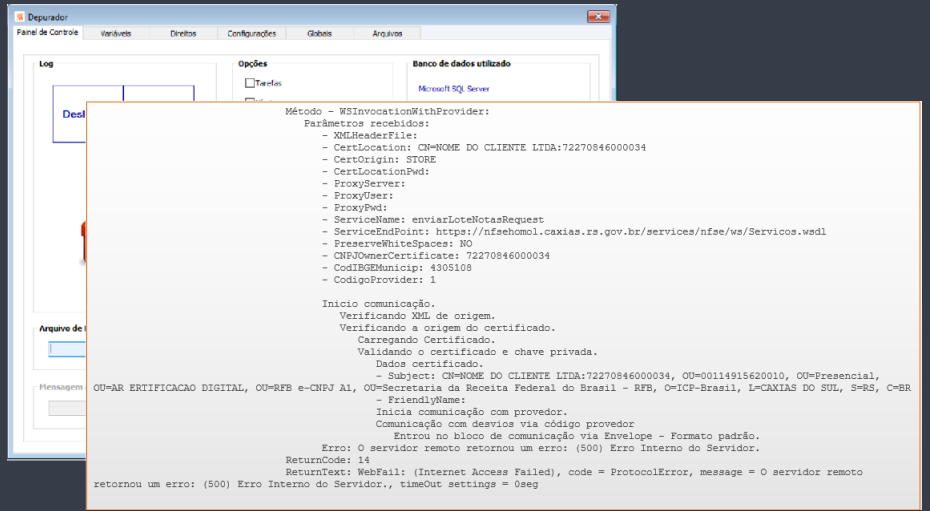 Depurador
Painel de Controle Variáveis Direitos Configurações Globais Arquivos
Log Opções Banco de dados utilizado
Tarefas
Microsoft SQL Server
Método - WSInvocationWithProvider:
Parâmetros recebidos:
- XMLHeaderFile:
- CertLocation: CN=NOME DO CLIENTE LTDA:72270846000034
- CertOrigin: STORE
- CertLocationPwd:
- ProxyServer:
- ProxyUser:
- ProxyPwd:
- ServiceName: enviarLoteNotasRequest
- ServiceEndPoint: https://nfsehomol.caxias.rs.gov.br/services/nfse/ws/Servicos.wsdl
- PreserveWhiteSpaces: NO
- CNPJOwnerCertificate: 72270846000034
- CodIBGEMunicip: 4305108
- CodigoProvider: 1
Inicio comunicação.
Verificando XML de origem.
Verificando a origem do certificado.
Carregando Certificado.
Validando o certificado e chave privada.
Dados certificado.
- Subject: CN=NOME DO CLIENTE LTDA:72270846000034, OU=00114915620010, OU=Presencial,
OU=AR ERTIFICACAO DIGITAL, OU=RFB e-CNPJ A1, OU=Secretaria da Receita Federal do Brasil - RFB, O=ICP-Brasil, L=CAXIAS DO SUL, S=RS, C=BR
- FriendlyName:
Inicia comunicação com provedor.
Comunicação com desvios via código provedor
Entrou no bloco de comunicação via Envelope - Formato padrão.
Erro: O servidor remoto retornou um erro: (500) Erro Interno do Servidor.
ReturnCode: 14
ReturnText: WebFail: (Internet Access Failed), code = ProtocolError, message = O servidor remoto
retornou um erro: (500) Erro Interno do Servidor., timeOut settings = 0seg
Desl
Arquivo de
Mensagem